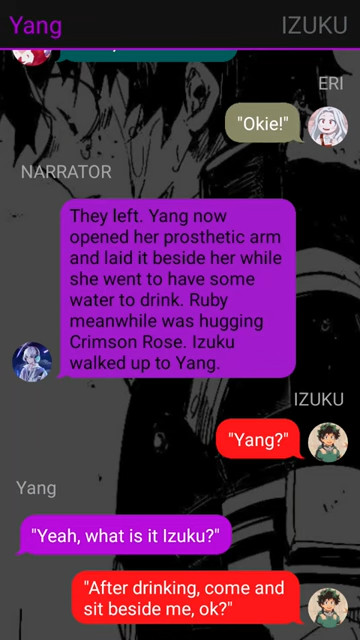 Yang
IZUKU
ERI
"Okie!"
NARRATOR
They left. Yang now
opened her prosthetic arm
and laid it beside her while
she went to have some
water to drink. Ruby
meanwhile was hugging
Crimson Rose. Izuku
walked up to Yang.
IZUKU
"Yang?"
Yang
"Yeah, what is it Izuku?"
"After drinking, come and
sit beside me, ok?"